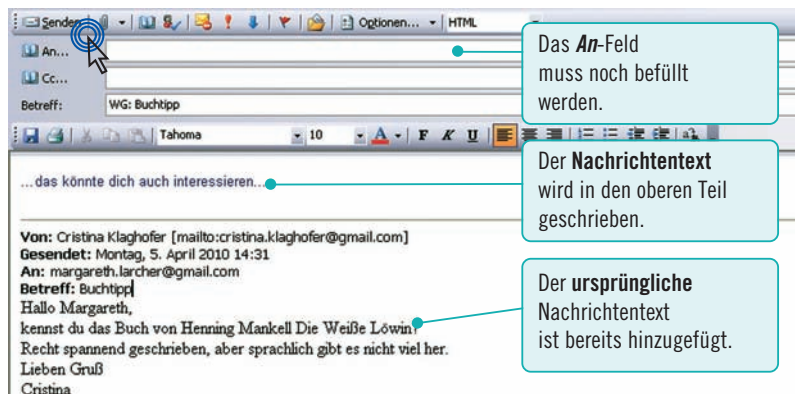 Senden Optionen... HTML
An...
Cc...
Betreff: WG: Buchtipp
Tahoma 10 A F K U
Das An-Feld
muss noch befüllt
werden.
...das könnte dich auch interessieren...
Der Nachrichtentext
wird in den oberen Teil
geschrieben.
Von: Cristina Klaghofer [mailto:cristina.klaghofer@gmail.com]
Gesendet: Montag, 5. April 2010 14:31
An: margareth.larcher@gmail.com
Betreff: Buchtipp
Hallo Margareth,
kennst du das Buch von Henning Mankell Die Weiße Löwin?
Recht spannend geschrieben, aber sprachlich gibt es nicht viel her.
Lieben Gruß
Cristina
Der ursprüngliche
Nachrichtentext
ist bereits hinzugefügt.